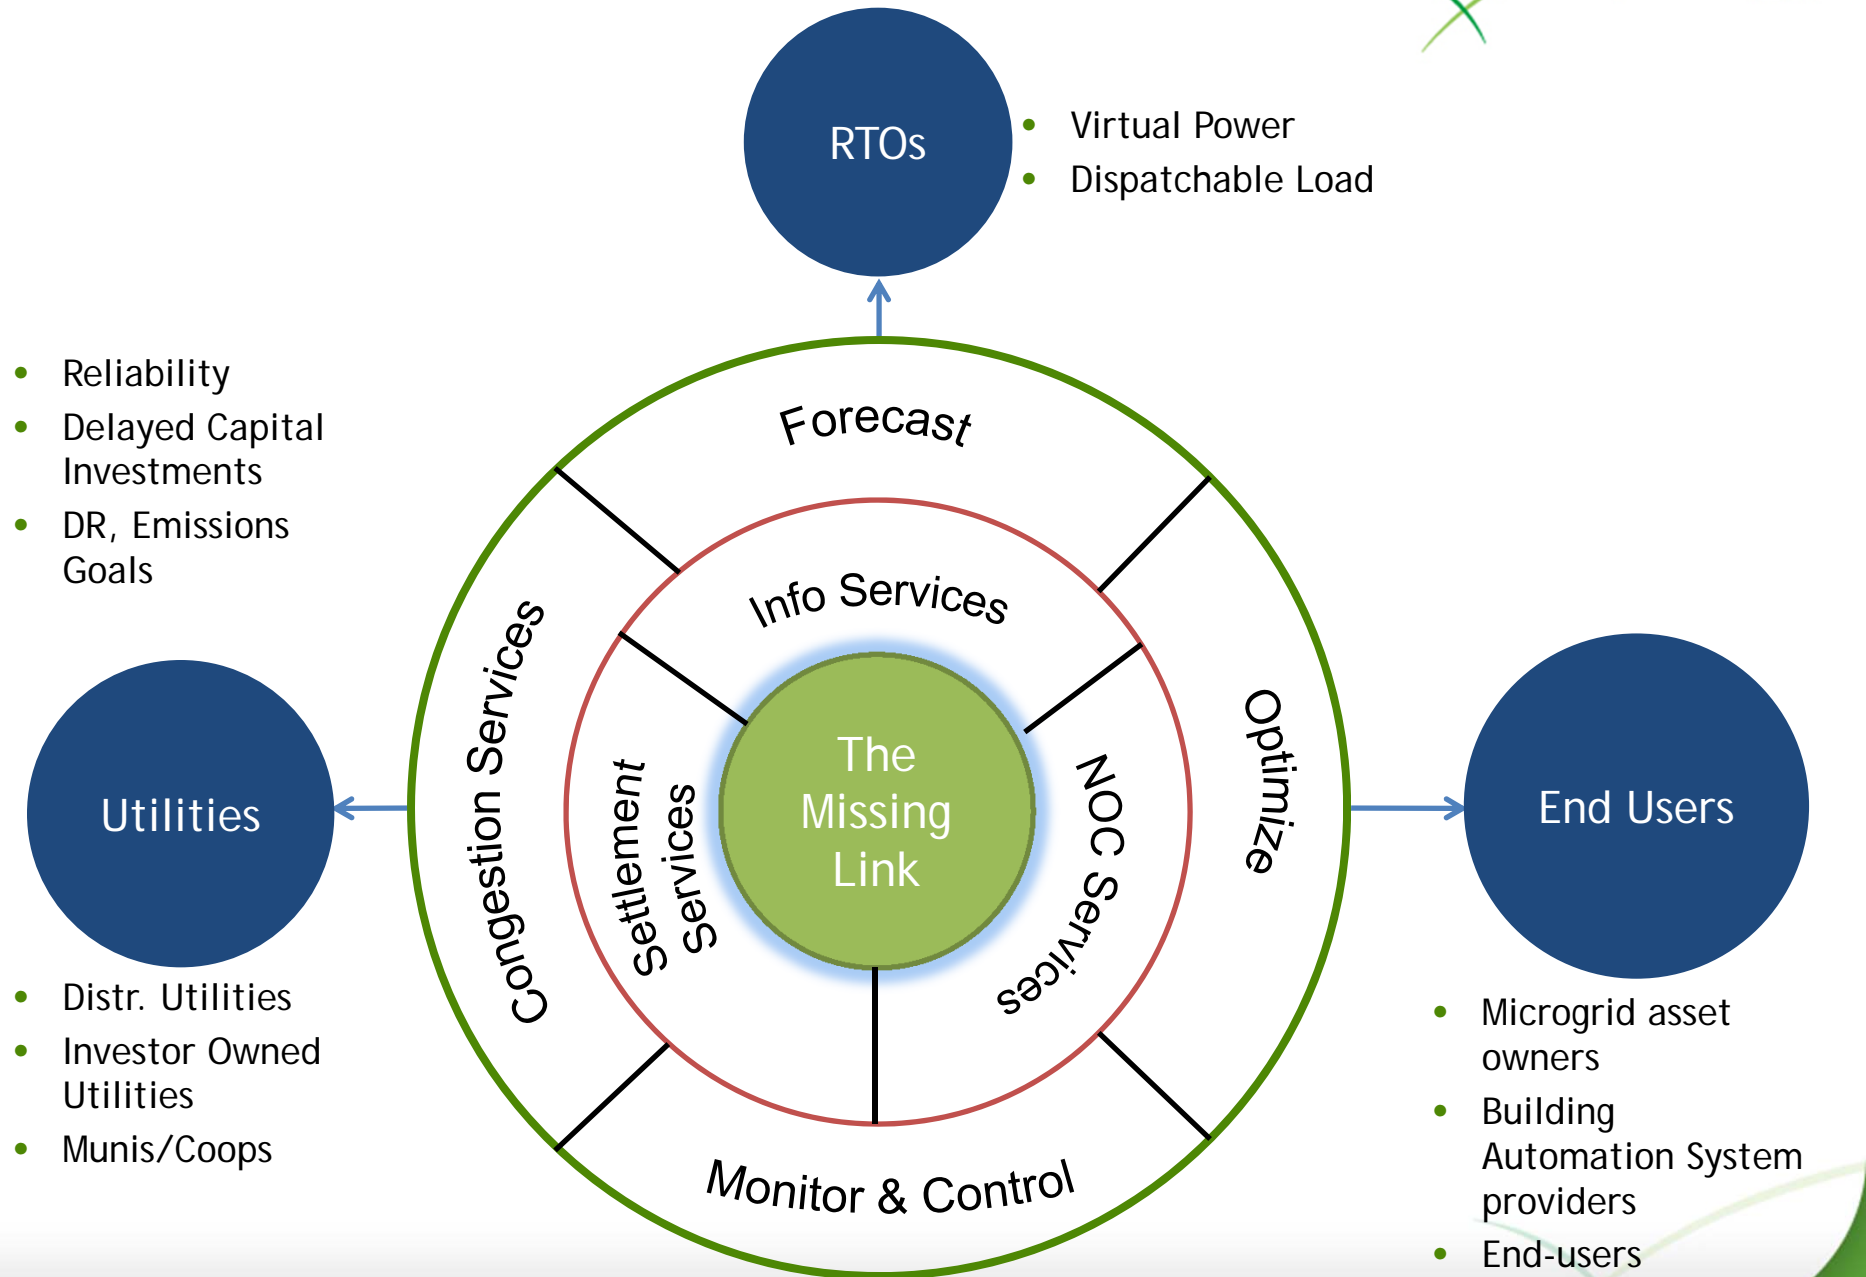 RTOs
• Virtual Power
• Dispatchable Load
• Reliability
• Delayed Capital
Investments
• DR, Emissions
Goals
Forecast
Info Services
Congestion Services
Settlement
Services
The
Missing
Link
NOC Services
Optimize
Monitor & Control
Utilities
• Distr. Utilities
• Investor Owned
Utilities
• Munis/Coops
End Users
• Microgrid asset
owners
• Building
Automation System
providers
• End-users